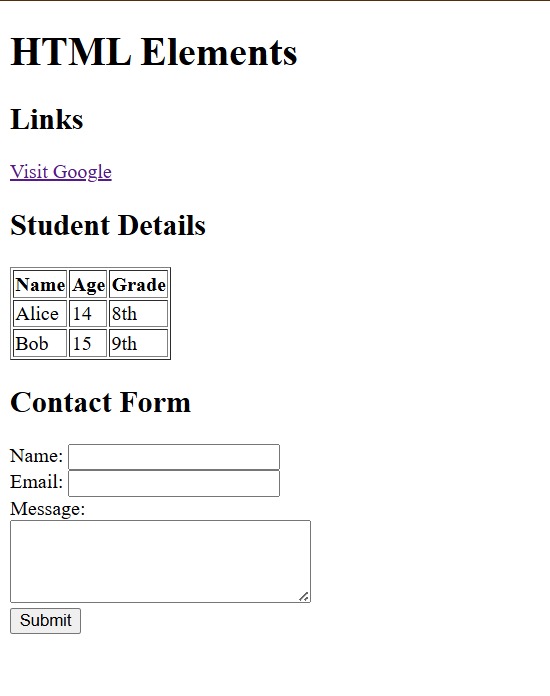 HTML Elements
Links
Visit Google
Student Details
Name Age Grade
Alice 14 8th
Bob 15 9th
Contact Form
Name:
Email:
Message:
Submit